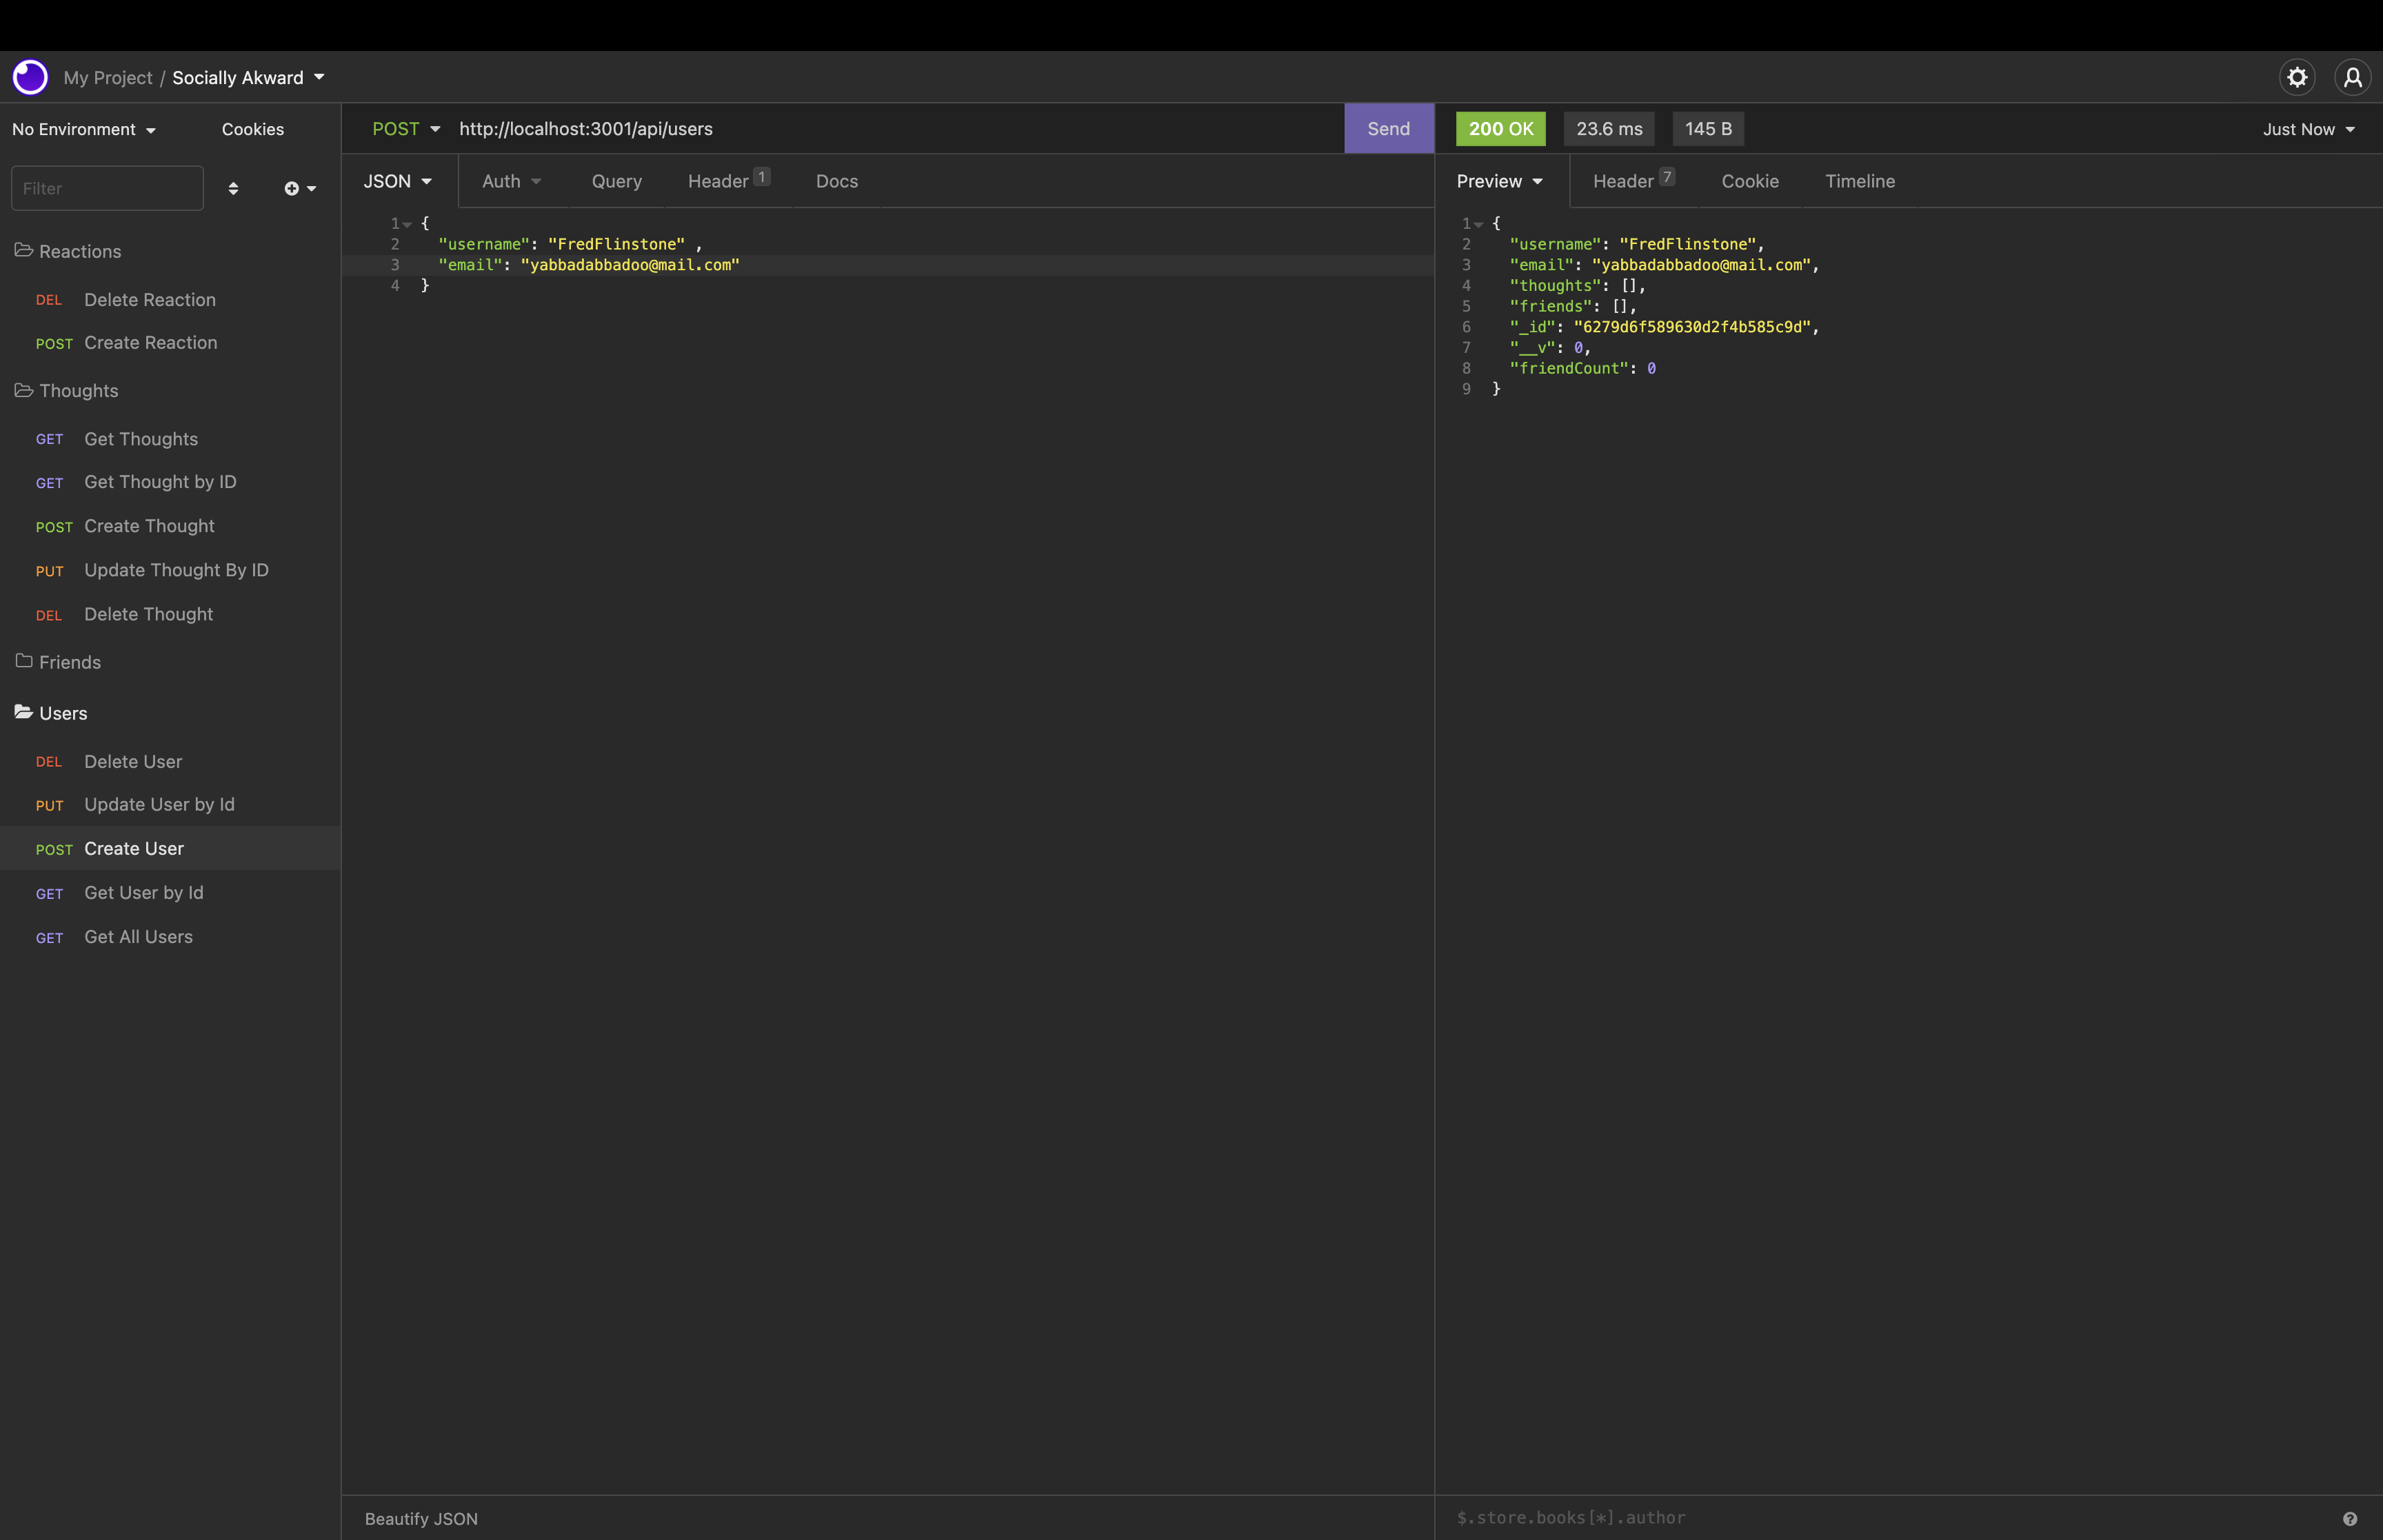 My Project / Socially Akward
No Environment
Cookies
Filter
Reactions
DEL Delete Reaction
POST Create Reaction
Thoughts
GET Get Thoughts
GET Get Thought by ID
POST Create Thought
PUT Update Thought By ID
DEL Delete Thought
Friends
Users
DEL Delete User
PUT Update User by Id
POST Create User
GET Get User by Id
GET Get All Users
POST http://localhost:3001/api/users Send
JSON Auth Query Header 1 Docs
1 {
2 "username": "FredFlinstone" ,
3 "email": "yabbadabbadoo@mail.com"
4 }
Beautify JSON
200 OK 23.6 ms 145 B Just Now
Preview Header 7 Cookie Timeline
1 {
2 "username": "FredFlinstone",
3 "email": "yabbadabbadoo@mail.com",
4 "thoughts": [],
5 "friends": [],
6 "_id": "6279d6f589630d2f4b585c9d",
7 "__v": 0,
8 "friendCount": 0
9 }
$.store.books[*].author